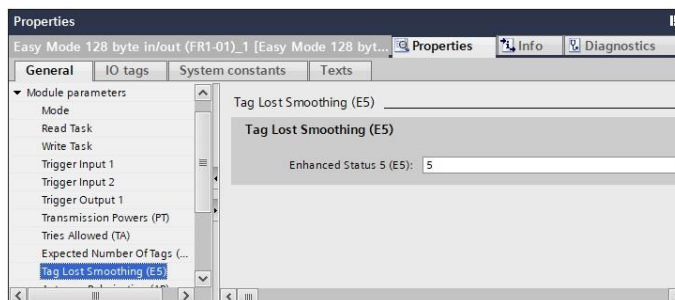 Properties
Easy Mode 128 byte in/out (FR1-01)_1 [Easy Mode 128 byt...
Properties
Info
Diagnostics
General
IO tags
System constants
Texts
Module parameters
Mode
Read Task
Write Task
Trigger Input 1
Trigger Input 2
Trigger Output 1
Transmission Powers (PT)
Tries Allowed (TA)
Expected Number Of Tags (...
Tag Lost Smoothing (E5)
Tag Lost Smoothing (E5)
Tag Lost Smoothing (E5)
Enhanced Status 5 (E5): 5